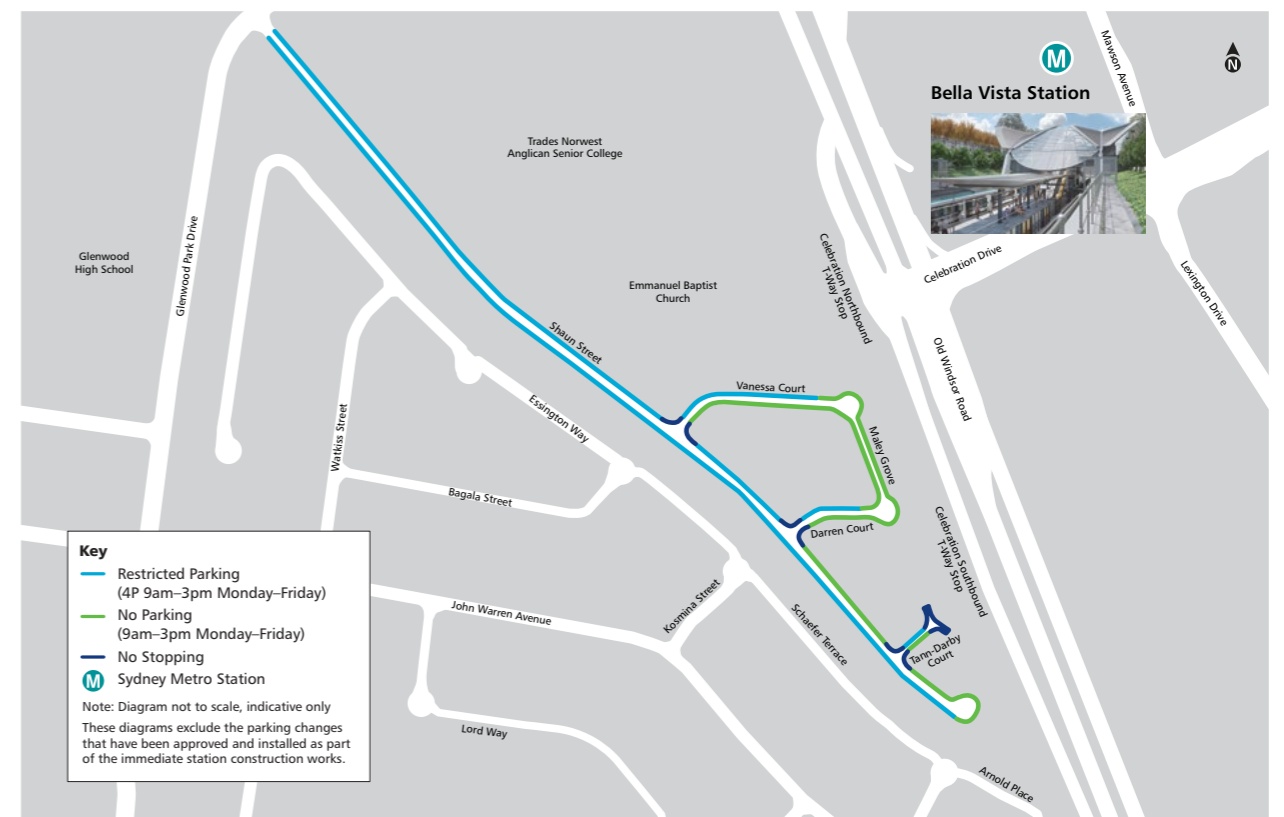 M
Bella Vista Station
Mawson Avenue
N
Trades Norwest
Anglican Senior College
Glenwood
High School
Glenwood Park Drive
Emmanuel Baptist
Church
Celebration Northbound
T-Way Stop
Celebration Drive
Lexington Drive
Shaun Street
Old Windsor Road
Vanessa Court
Essington Way
Watkiss Street
Maley Grove
Bagala Street
Darren Court
Celebration Southbound
T-Way Stop
Key
Restricted Parking
(4P 9am–3pm Monday–Friday)
No Parking
(9am–3pm Monday–Friday)
No Stopping
M Sydney Metro Station
Note: Diagram not to scale, indicative only
These diagrams exclude the parking changes
that have been approved and installed as part
of the immediate station construction works.
John Warren Avenue
Kosmina Street
Schaefer Terrace
Tann-Darby
Court
Lord Way
Arnold Place